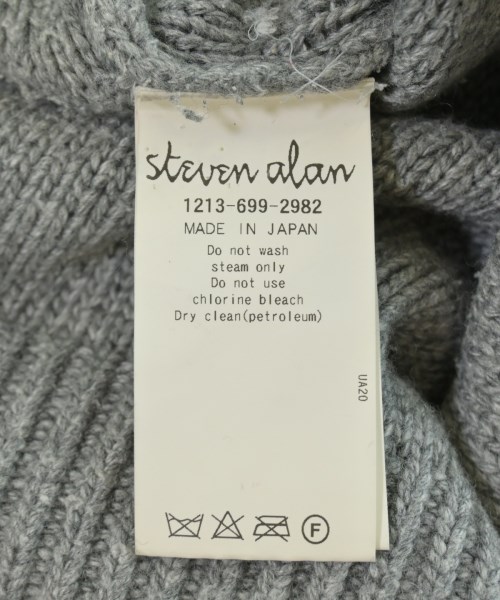 steven alan
1213-699-2982
MADE IN JAPAN
Do not wash
steam only
Do not use
chlorine bleach
Dry clean(petroleum)
UA20
F